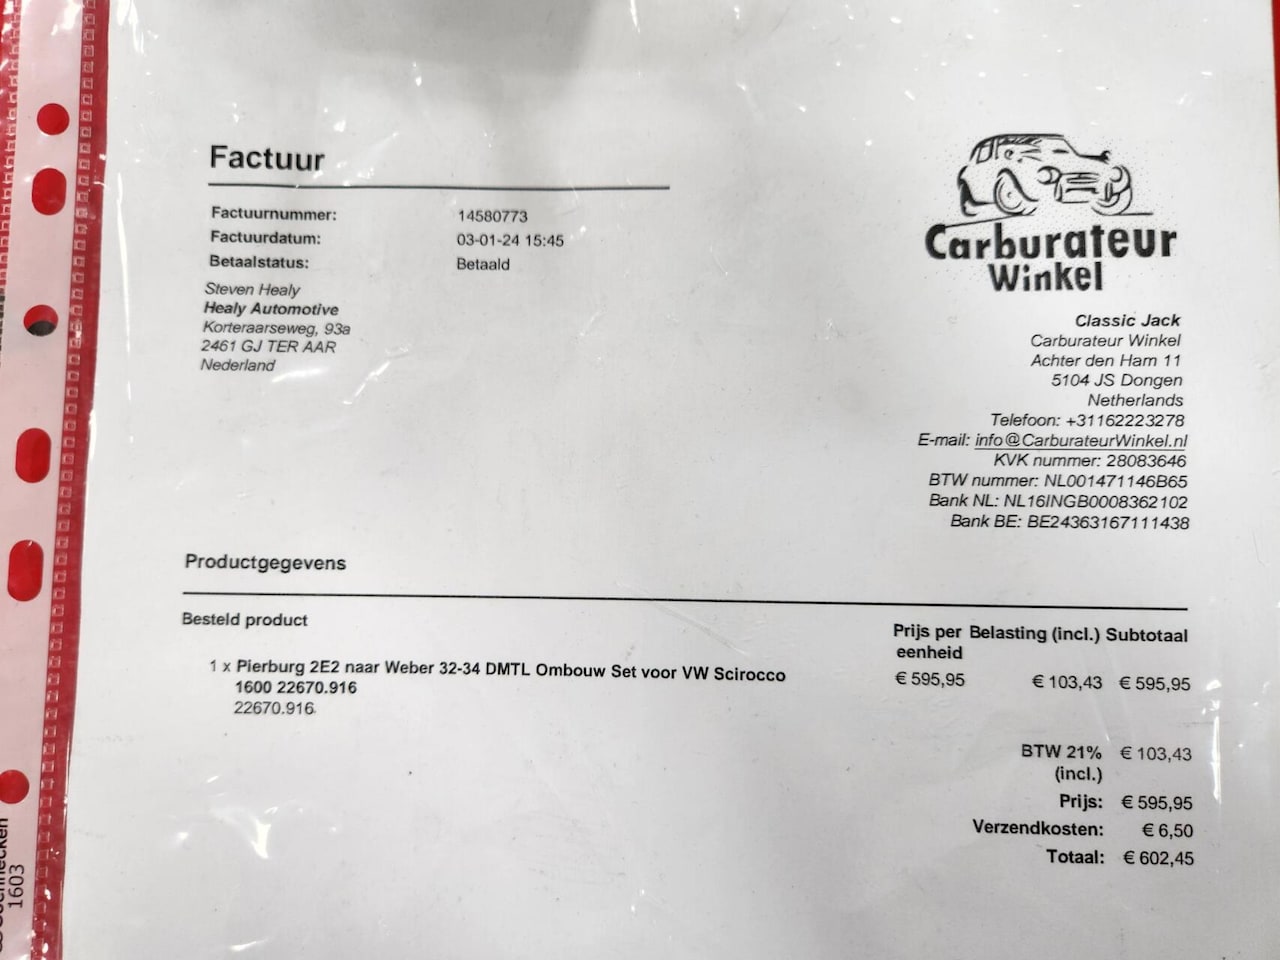 Factuur
Factuurnummer: 14580773
Factuurdatum: 03-01-24 15:45
Betaalstatus: Betaald
Steven Healy
Healy Automotive
Korteraarseweg, 93a
2461 GJ TER AAR
Nederland
Carburateur
Winkel
Classic Jack
Carburateur Winkel
Achter den Ham 11
5104 JS Dongen
Netherlands
Telefoon: +31162223278
E-mail: info@CarburateurWinkel.nl
KVK nummer: 28083646
BTW nummer: NL001471146B65
Bank NL: NL16INGB0008362102
Bank BE: BE24363167111438
Productgegevens
Besteld product
Prijs per Belasting (incl.) Subtotaal
eenheid
1 x Pierburg 2E2 naar Weber 32-34 DMTL Ombouw Set voor VW Scirocco
€ 595,95 € 103,43 € 595,95
1600 22670.916
22670.916
BTW 21% € 103,43
(incl.)
Prijs: € 595,95
Verzendkosten: € 6,50
Totaal: € 602,45
1603